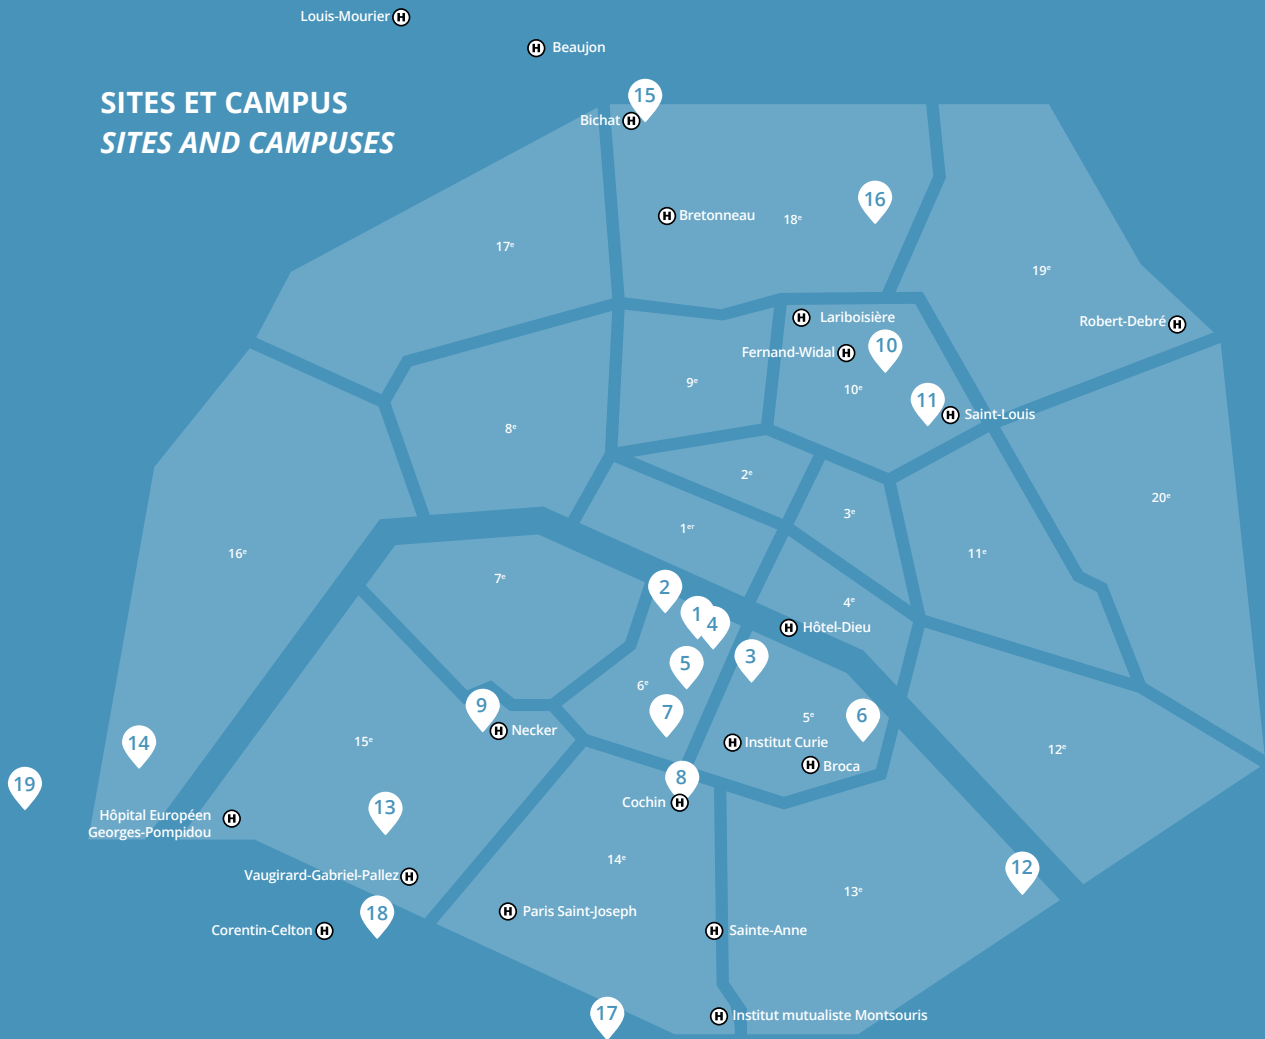 Louis-Mourier H
H Beaujon
SITES ET CAMPUS
SITES AND CAMPUSES
15
Bichat H
16
H Bretonneau
18e
17e
19e
H Lariboisière
Robert-Debré H
10
Fernand-Widal H
9e
10e
11
H Saint-Louis
8e
2e
20e
3e
1er
16e
11e
7e
2
4e
1
4
H Hôtel-Dieu
3
5
6e
9
7
5e
6
H Necker
15e
14
H Institut Curie
12e
H Broca
19
8
Cochin H
13
Hôpital Européen
Georges-Pompidou
H
14e
12
Vaugirard-Gabriel-Pallez H
13e
18
H Paris Saint-Joseph
Corentin-Celton H
H Sainte-Anne
17
H Institut mutualiste Montsouris